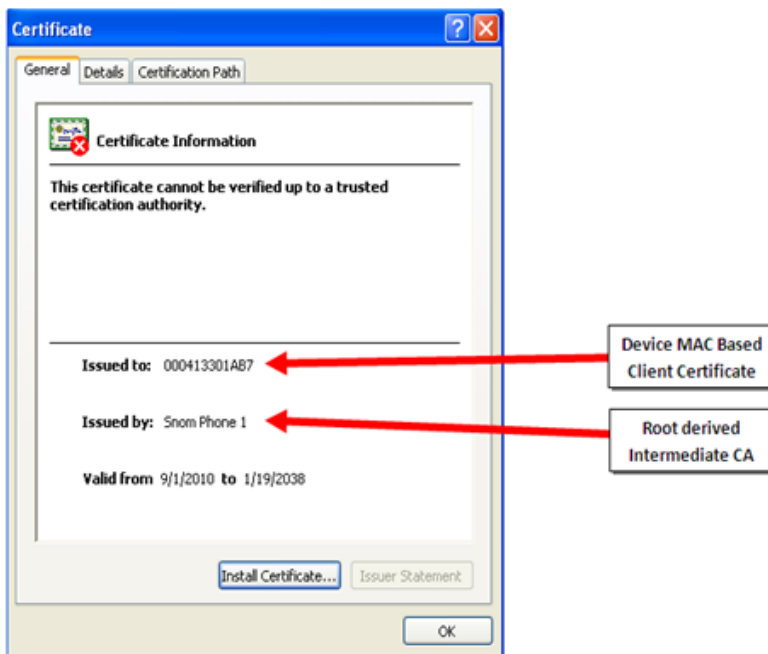 Certificate
General
Details
Certification Path
Certificate Information
This certificate cannot be verified up to a trusted
certification authority.
Issued to: 000413301AB7
Issued by: Snom Phone 1
Valid from 9/1/2010 to 1/19/2038
Install Certificate...
Issuer Statement
OK
Device MAC Based
Client Certificate
Root derived
Intermediate CA